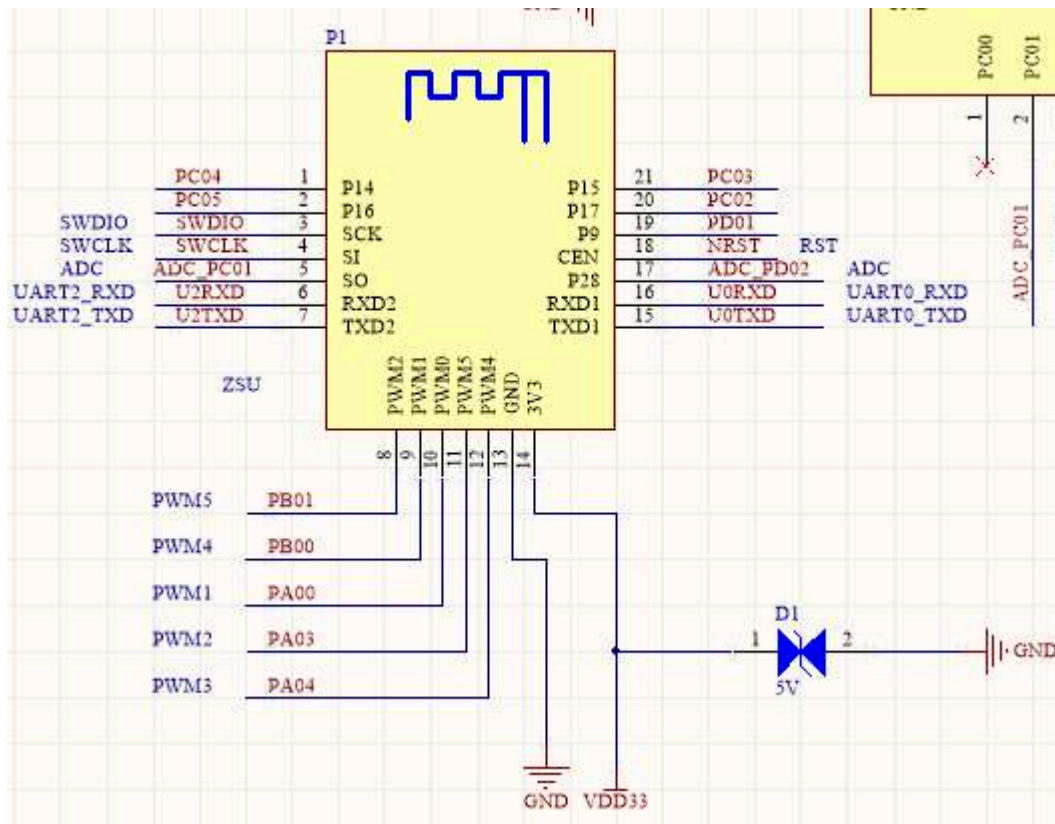 P1
PC00
PC01
1
2
ADC_PC01
PC04 1 P14
PC05 2 P16
SWDIO SWDIO 3 SCK
SWCLK SWCLK 4 SI
ADC ADC_PC01 5 SO
UART2_RXD U2RXD 6 RXD2
UART2_TXD U2TXD 7 TXD2
P15 21 PC03
P17 20 PC02
P9 19 PD01
CEN 18 NRST RST
P28 17 ADC_PD02 ADC
RXD1 16 U0RXD UART0_RXD
TXD1 15 U0TXD UART0_TXD
ZSU
PWM2
PWM1
PWM0
PWM5
PWM4
GND
3V3
8
9
10
11
12
13
14
PWM5 PB01
PWM4 PB00
PWM1 PA00
PWM2 PA03
PWM3 PA04
D1
1 2
5V
GND
GND VDD33